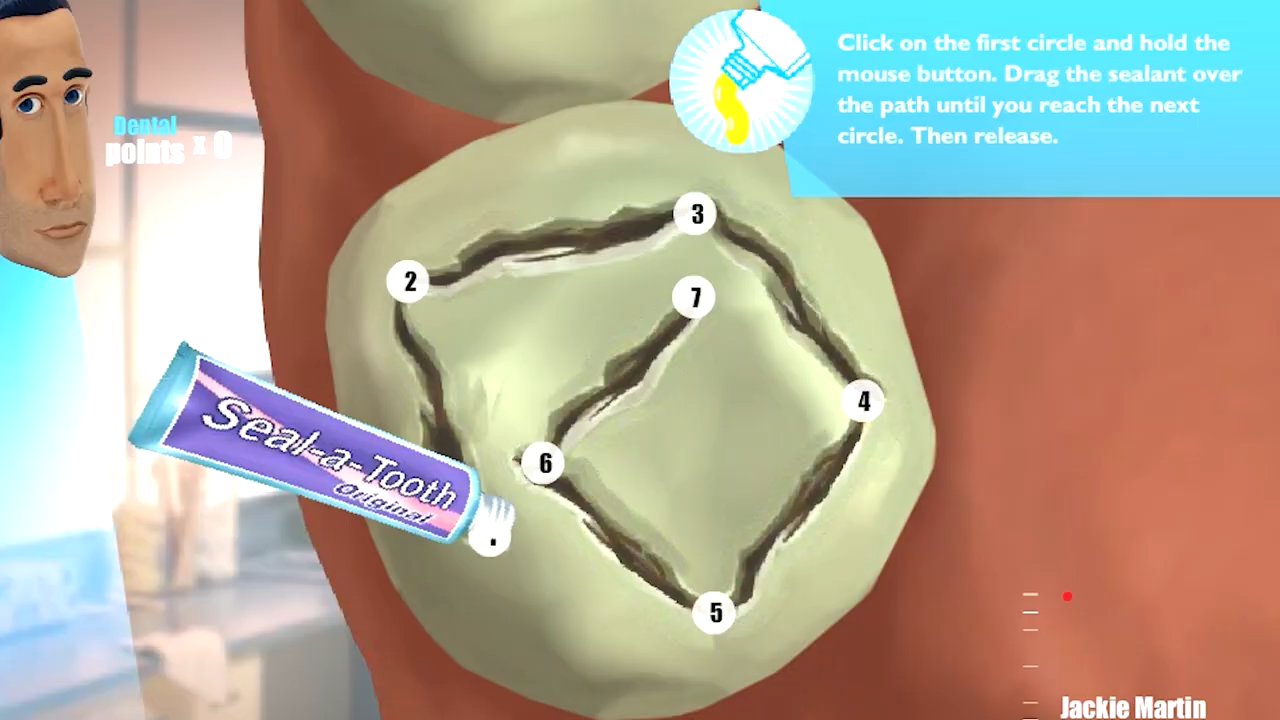 Click on the first circle and hold the
mouse button. Drag the sealant over
the path until you reach the next
circle. Then release.
Dental
points x 0
3
2
7
4
Seal-a-Tooth
Original
6
5
Jackie Martin